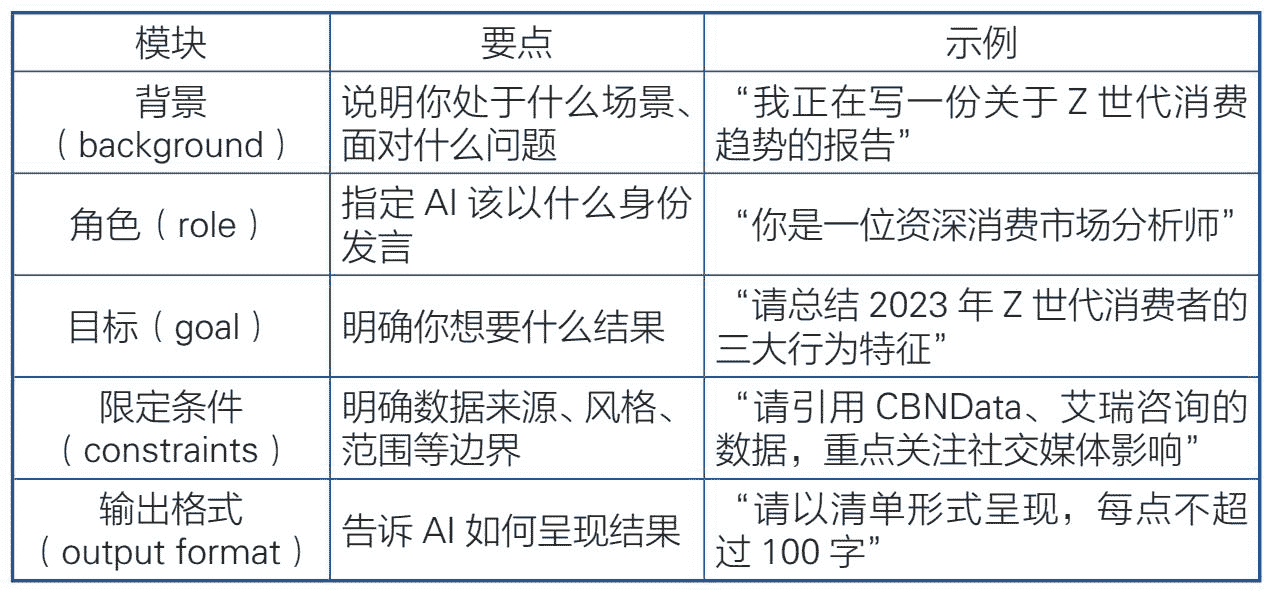 模块 要点 示例
背景 说明你处于什么场景、 “我正在写一份关于 Z 世代消费
（background） 面对什么问题 趋势的报告”
角色（role） 指定 AI 该以什么身份 “你是一位资深消费市场分析师”
发言
目标（goal） 明确你想要什么结果 “请总结 2023 年 Z 世代消费者的
三大行为特征”
限定条件 明确数据来源、风格、 “请引用 CBNData、艾瑞咨询的
（constraints） 范围等边界 数据，重点关注社交媒体影响”
输出格式 告诉 AI 如何呈现结果 “请以清单形式呈现，每点不超
（output format） 过 100 字”